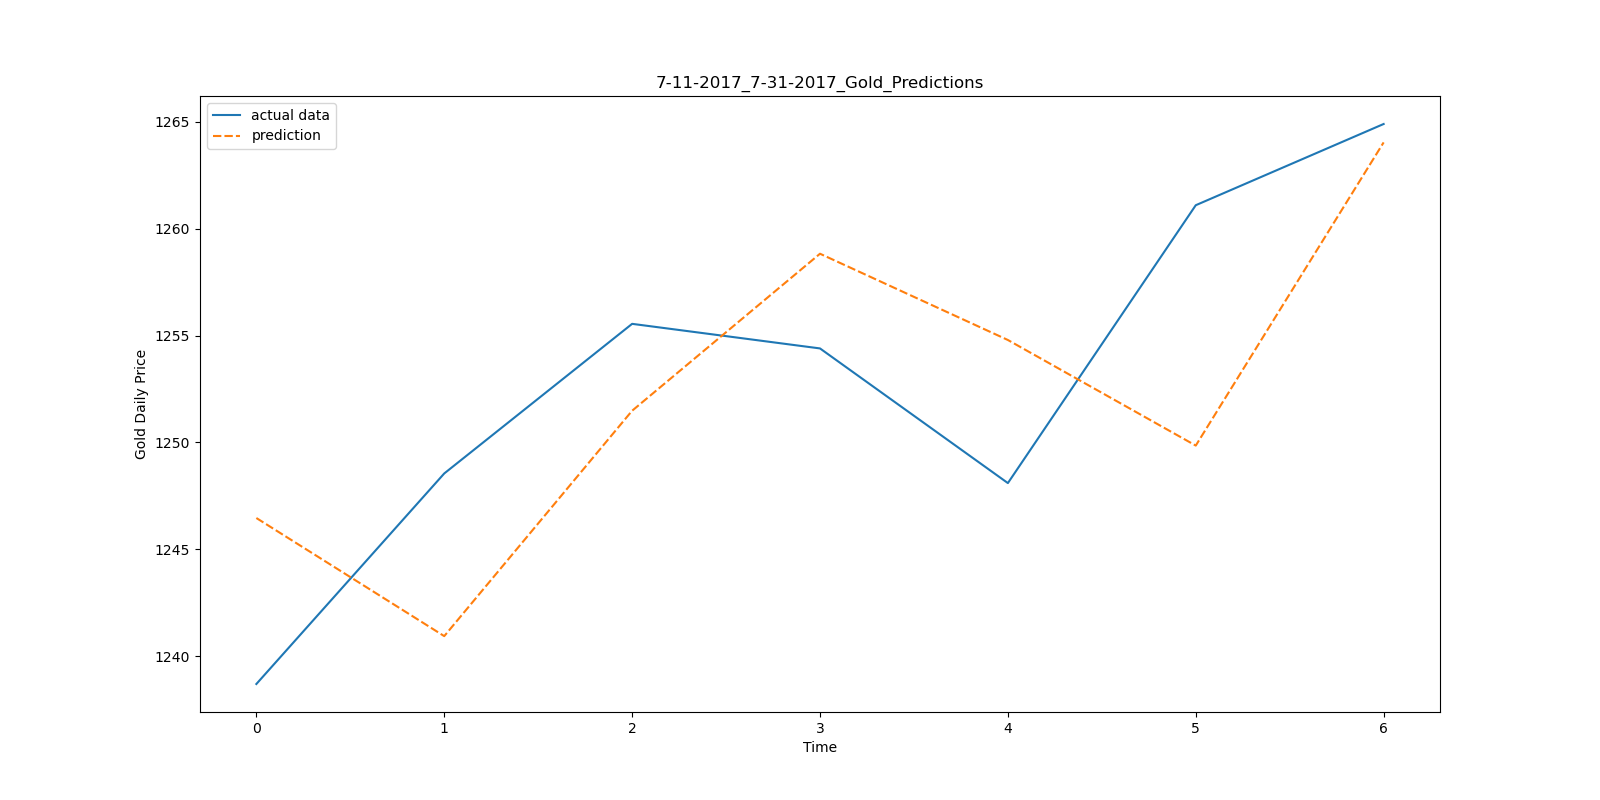 7-11-2017_7-31-2017_Gold_Predictions
actual data
prediction
1265
1260
1255
1250
1245
1240
Gold Daily Price
0 1 2 3 4 5 6
Time